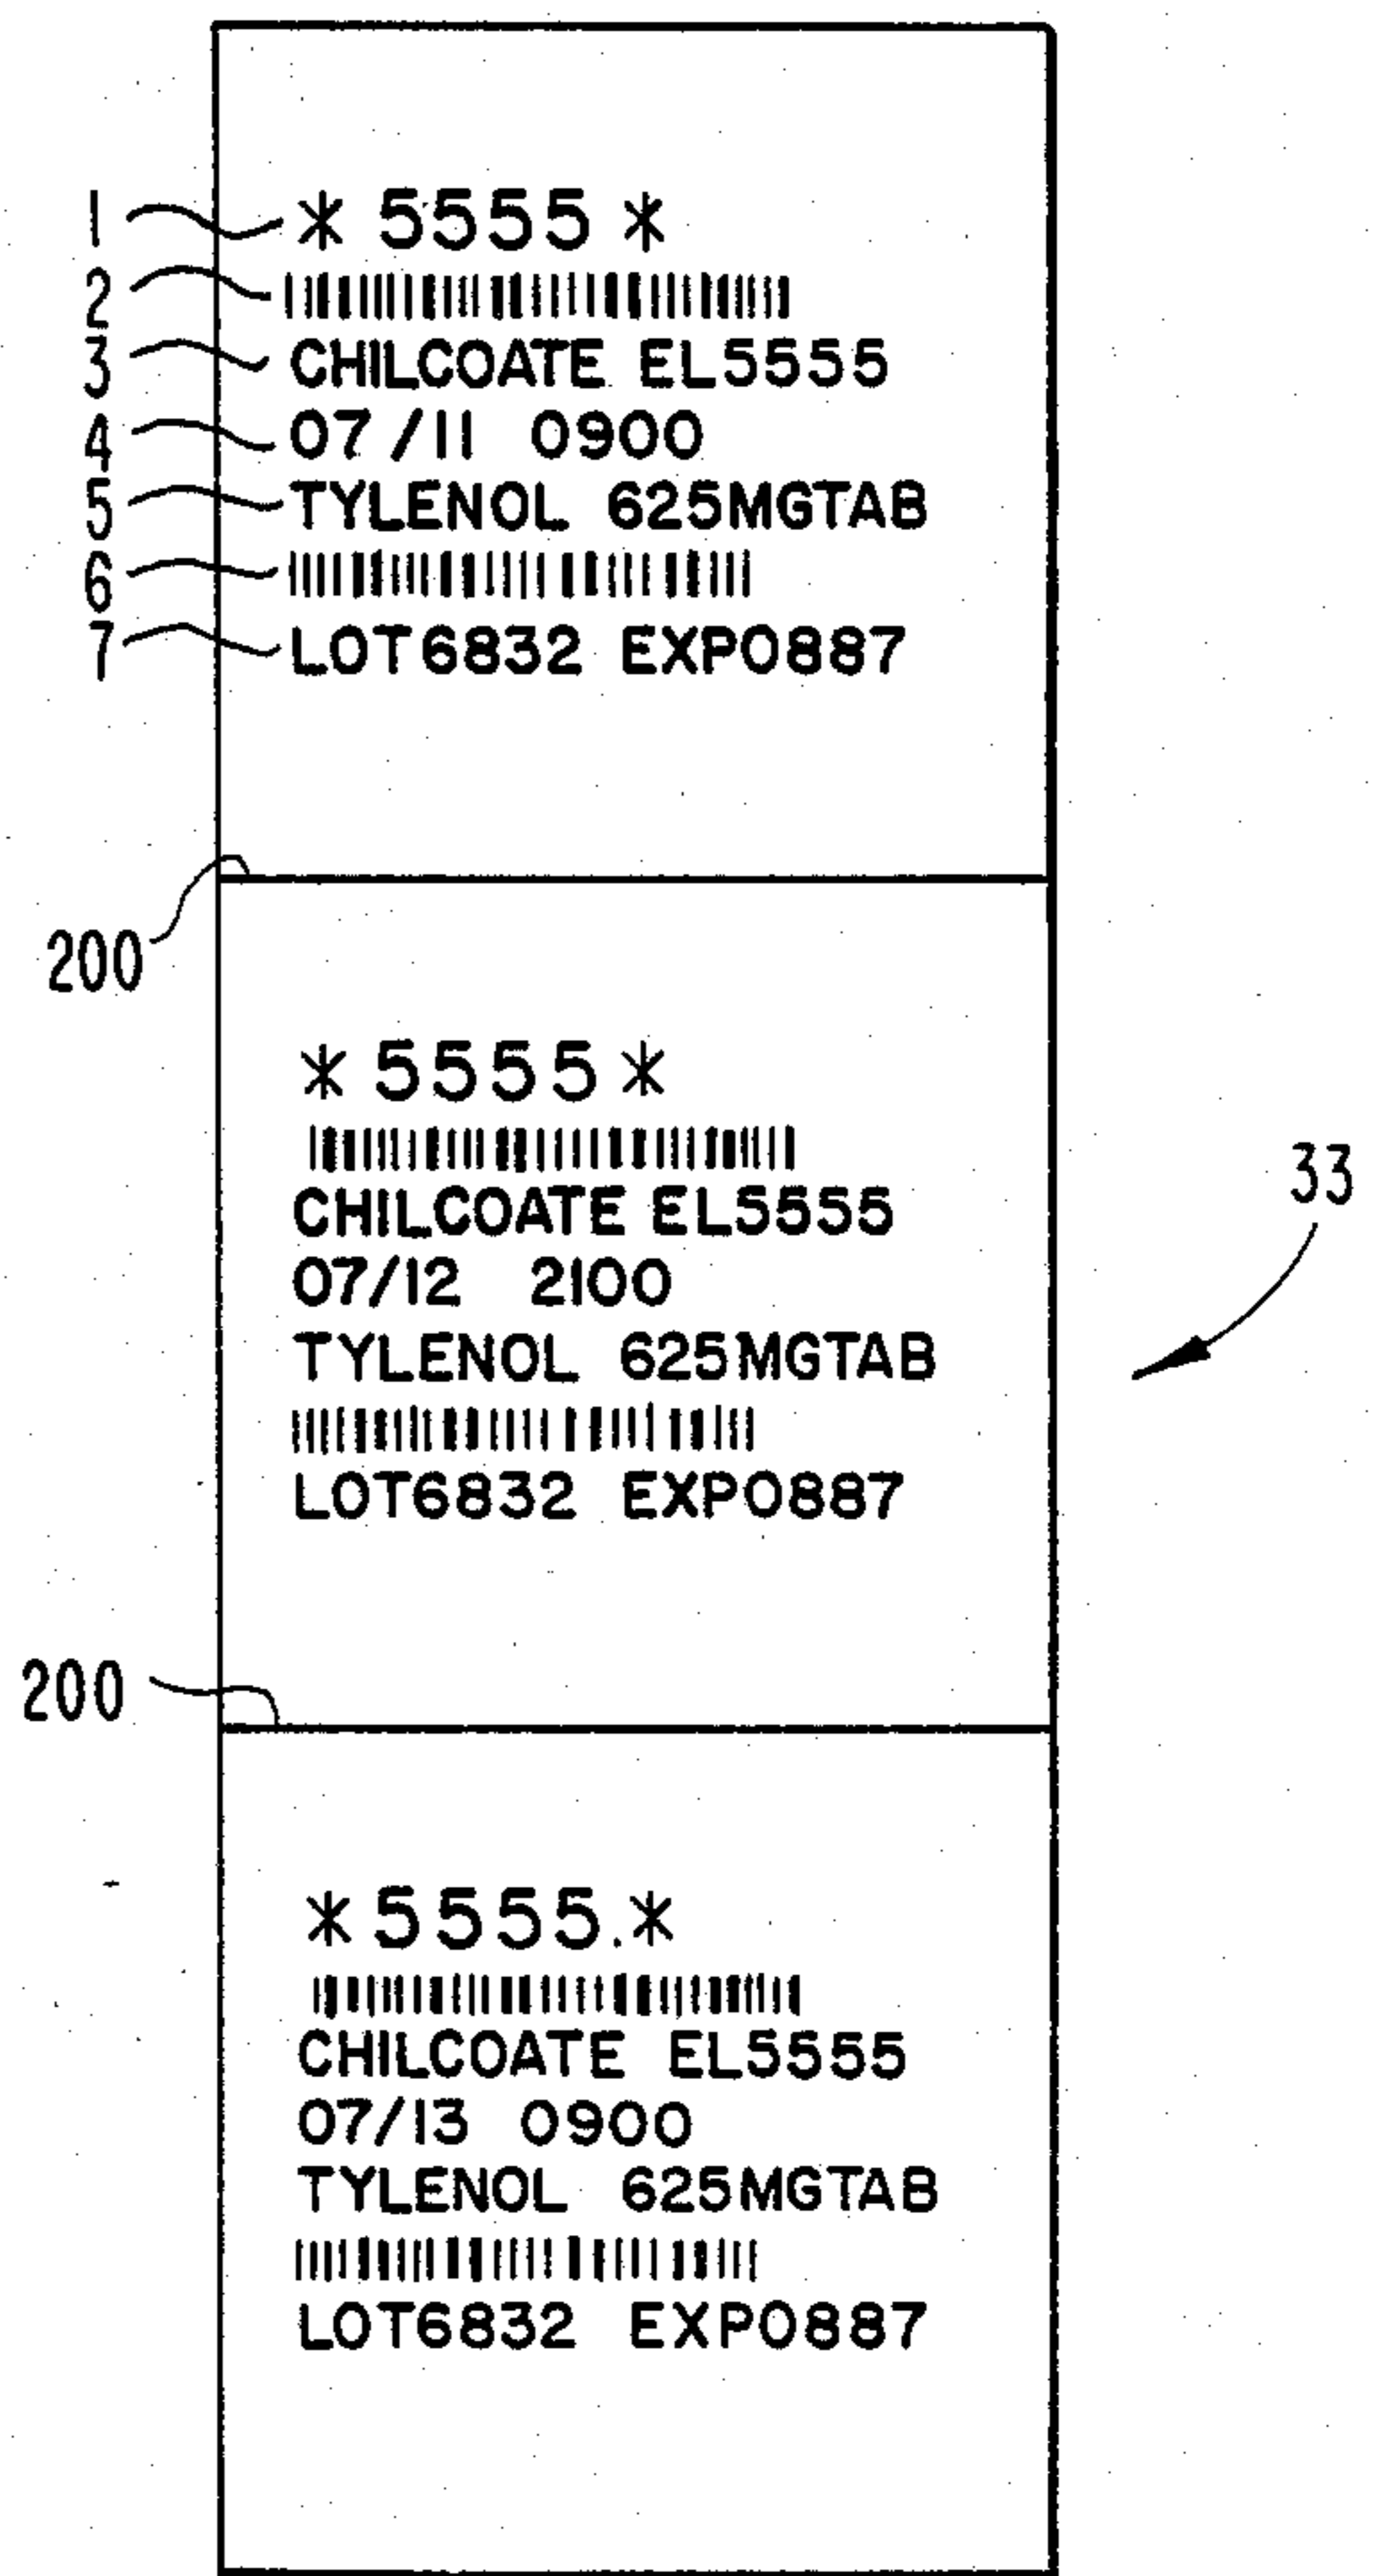 1 * 5555 *
2
3 CHILCOATE EL5555
4 07/11 0900
5 TYLENOL 625MGTAB
6
7 LOT6832 EXP0887
200
* 5555 *
CHILCOATE EL5555
33
07/12 2100
TYLENOL 625MGTAB
LOT6832 EXP0887
200
* 5555 *
CHILCOATE EL5555
07/13 0900
TYLENOL 625MGTAB
LOT6832 EXP0887